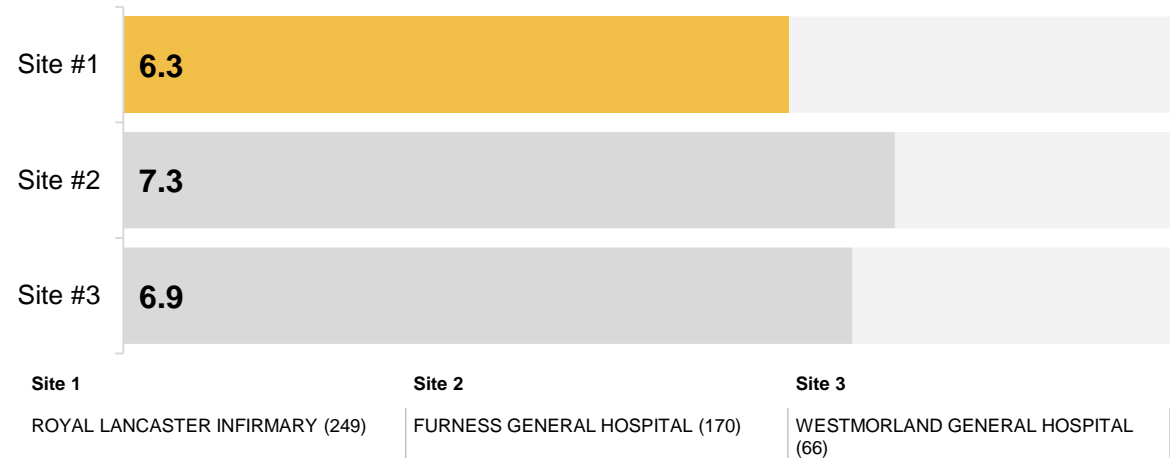 Site #1
6.3
Site #2
7.3
Site #3
6.9
Site 1
Site 2
Site 3
ROYAL LANCASTER INFIRMARY (249)
FURNESS GENERAL HOSPITAL (170)
WESTMORLAND GENERAL HOSPITAL
(66)